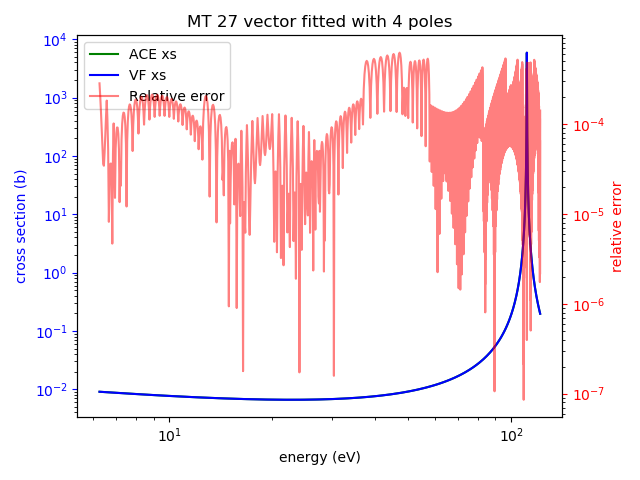 MT 27 vector fitted with 4 poles
ACE xs
VF xs
Relative error
10^4
10^3
10^2
10^1
10^0
10^-1
10^-2
cross section (b)
10^-4
10^-5
10^-6
10^-7
relative error
10^1
10^2
energy (eV)